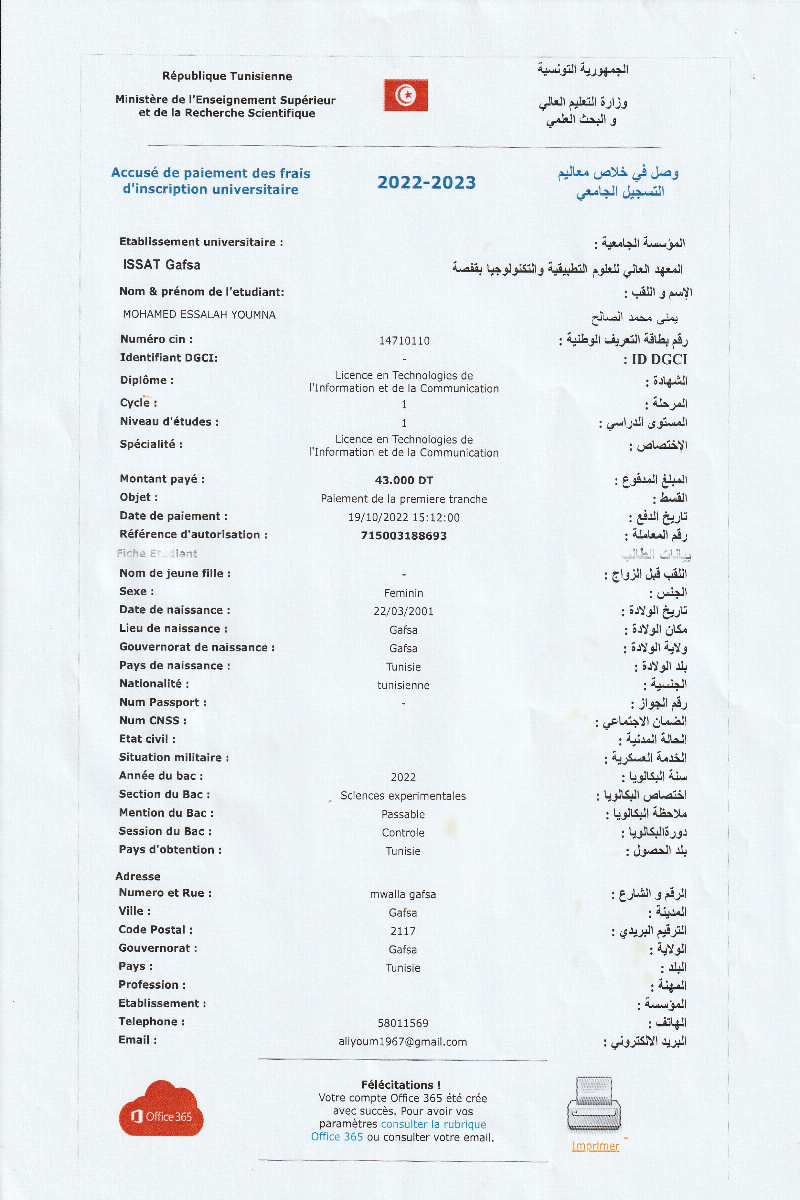 République Tunisienne
الجمهورية التونسية
Ministère de l'Enseignement Supérieur
et de la Recherche Scientifique
وزارة التعليم العالي
و البحث العلمي
Accusé de paiement des frais
d'inscription universitaire
2022-2023
وصل في خلاص معاليم
التسجيل الجامعي
Etablissement universitaire : المؤسسة الجامعية :
ISSAT Gafsa المعهد العالي للعلوم التطبيقية والتكنولوجيا بقفصة
Nom & prénom de l'etudiant: الإسم و اللقب :
MOHAMED ESSALAH YOUMNA يمنى محمد الصالح
Numéro cin : 14710110 رقم بطاقة التعريف الوطنية :
Identifiant DGCI: - ID DGCI :
Diplôme : Licence en Technologies de
l'Information et de la Communication الشهادة :
Cycle : 1 المرحلة :
Niveau d'études : 1 المستوى الدراسي :
Spécialité : Licence en Technologies de
l'Information et de la Communication الاختصاص :
Montant payé : 43.000 DT المبلغ المدفوع :
Objet : Paiement de la premiere tranche القسط :
Date de paiement : 19/10/2022 15:12:00 تاريخ الدفع :
Référence d'autorisation : 715003188693 رقم المعاملة :
Fiche Etudiant بيانات الطالب
Nom de jeune fille : - اللقب قبل الزواج :
Sexe : Feminin الجنس :
Date de naissance : 22/03/2001 تاريخ الولادة :
Lieu de naissance : Gafsa مكان الولادة :
Gouvernorat de naissance : Gafsa ولاية الولادة :
Pays de naissance : Tunisie بلد الولادة :
Nationalité : tunisienne الجنسية :
Num Passport : - رقم الجواز :
Num CNSS : الضمان الاجتماعي :
Etat civil : الحالة المدنية :
Situation militaire : الخدمة العسكرية :
Année du bac : 2022 سنة البكالويا :
Section du Bac : Sciences experimentales اختصاص البكالويا :
Mention du Bac : Passable ملاحظة البكالويا :
Session du Bac : Controle دورةالبكالويا :
Pays d'obtention : Tunisie بلد الحصول :
Adresse
Numero et Rue : mwalla gafsa الرقم و الشارع :
Ville : Gafsa المدينة :
Code Postal : 2117 الترقيم البريدي :
Gouvernorat : Gafsa الولاية :
Pays : Tunisie البلد :
Profession : المهنة :
Etablissement : المؤسسة :
Telephone : 58011569 الهاتف :
Email : aliyoum1967@gmail.com البريد الالكتروني :
Félécitations !
Votre compte Office 365 été crée
avec succès. Pour avoir vos
paramètres consulter la rubrique
Office 365 ou consulter votre email.
Office 365
Imprimer